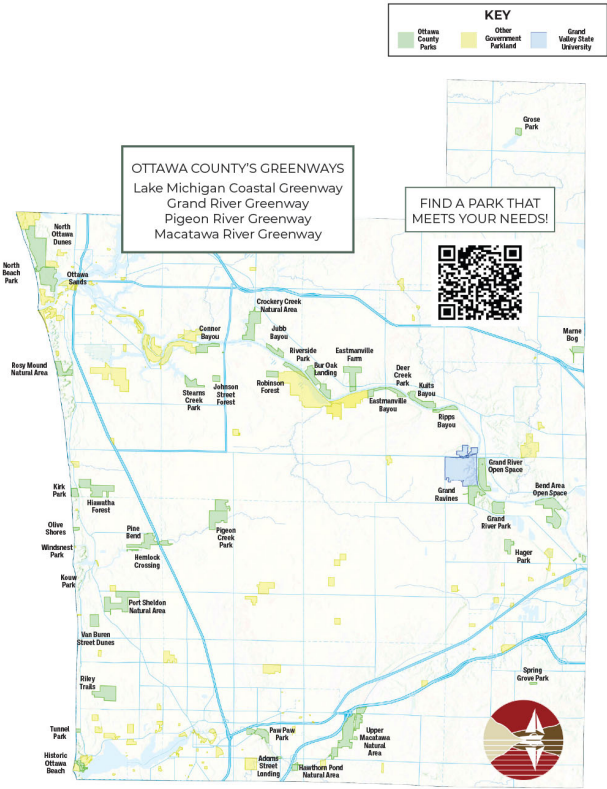 KEY
Ottawa
County
Parks
Other
Government
Parkland
Grand
Valley State
University
Grose
Park
OTTAWA COUNTY'S GREENWAYS
Lake Michigan Coastal Greenway
Grand River Greenway
Pigeon River Greenway
Macatawa River Greenway
FIND A PARK THAT
MEETS YOUR NEEDS!
North
Ottawa
Dunes
North
Beach
Park
Ottawa
Sands
Crockery Creek
Natural Area
Connor
Bayou
Jubb
Bayou
Marne
Bog
Riverside
Park
Eastmanville
Farm
Bur Oak
Landing
Deer
Creek
Park
Rosy Mound
Natural Area
Stearns
Creek
Park
Johnson
Street
Forest
Robinson
Forest
Kuits
Bayou
Eastmanville
Bayou
Ripps
Bayou
Grand River
Open Space
Kirk
Park
Hiawatha
Forest
Grand
Ravines
Bend Area
Open Space
Grand
River Park
Olive
Shores
Pine
Bend
Pigeon
Creek
Park
Windsnest
Park
Hemlock
Crossing
Hager
Park
Kouw
Park
Port Sheldon
Natural Area
Van Buren
Street Dunes
Spring
Grove Park
Riley
Trails
Tunnel
Park
Paw Paw
Park
Upper
Macatawa
Natural
Area
Historic
Ottawa
Beach
Adams
Street
Landing
Hawthorn Pond
Natural Area